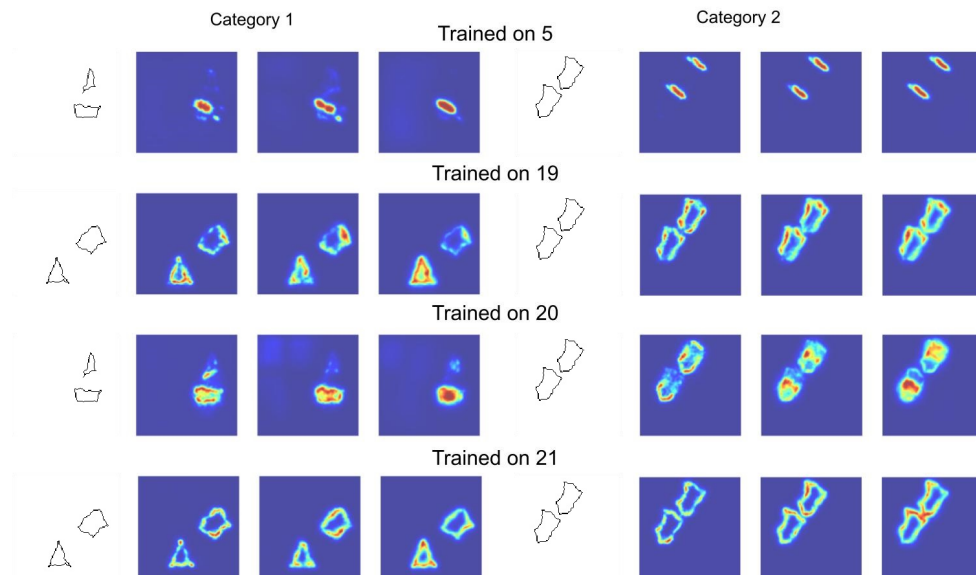 Category 1
Category 2
Trained on 5
Trained on 19
Trained on 20
Trained on 21